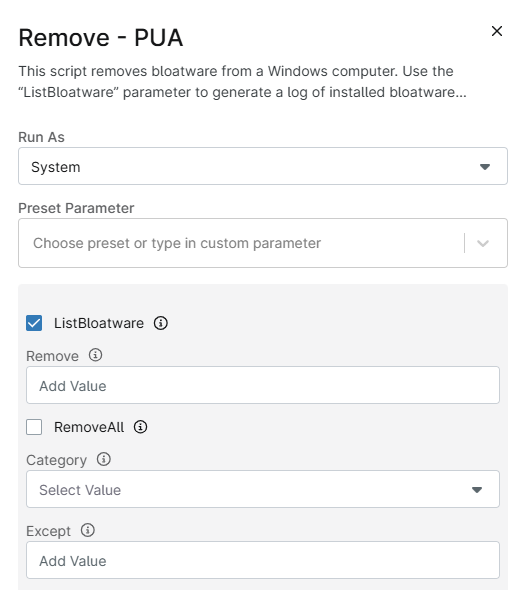 Remove - PUA
This script removes bloatware from a Windows computer. Use the
“ListBloatware” parameter to generate a log of installed bloatware...
Run As
System
Preset Parameter
Choose preset or type in custom parameter
ListBloatware
Remove
Add Value
RemoveAll
Category
Select Value
Except
Add Value